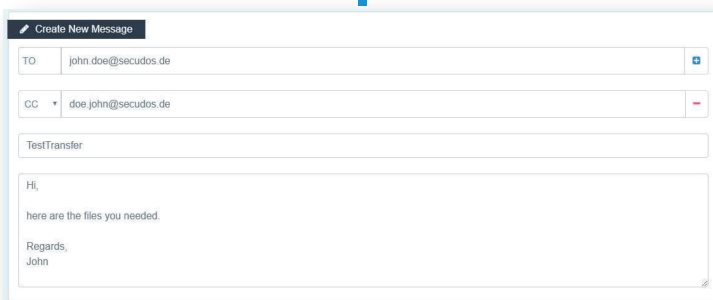 Create New Message
TO john.doe@secudos.de
CC doe.john@secudos.de
TestTransfer
Hi,
here are the files you needed.
Regards,
John